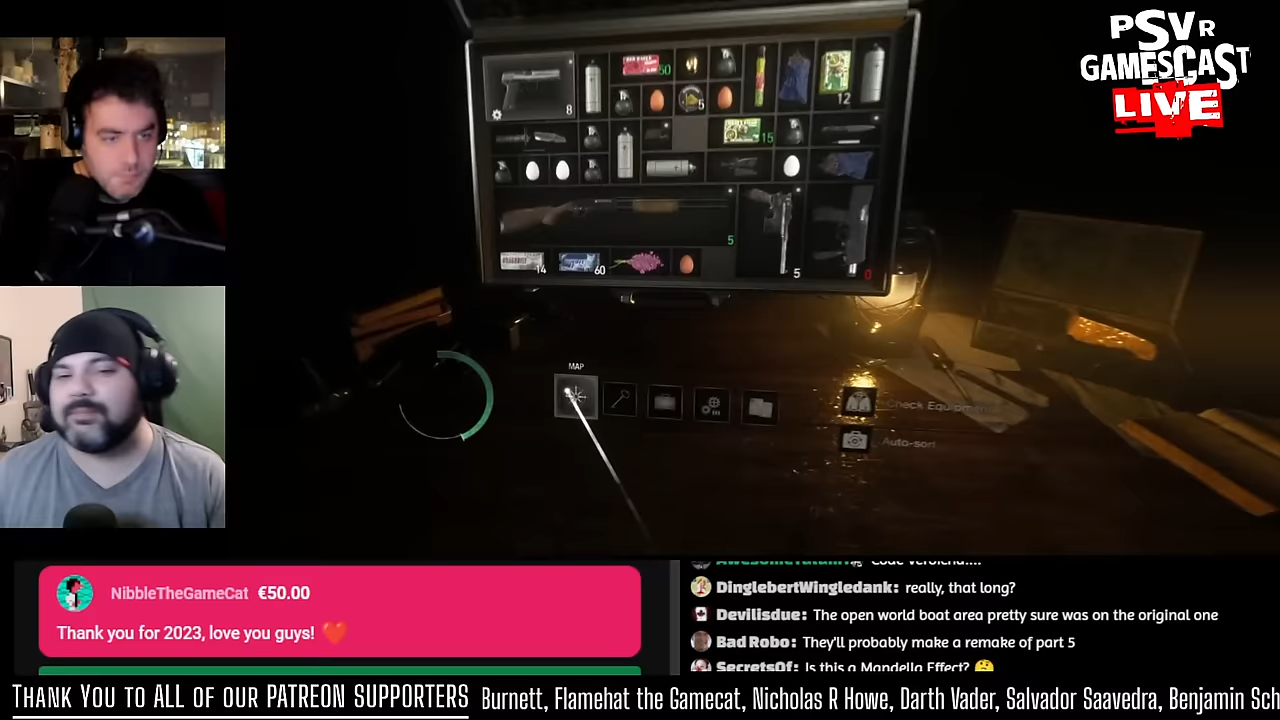 PSVR
GAMESCAST
LIVE
50
8
5
12
15
5
14
60
5
0
MAP
Check Equipment
Auto-sort
NibbleTheGameCat €50.00
Thank you for 2023, love you guys! ❤️
DinglebertWingledank: really, that long?
Devilisdue: The open world boat area pretty sure was on the original one
Bad Robo: They'll probably make a remake of part 5
SecretsOf: Is this a Mandella Effect? 🤔
THANK YOU TO ALL OF OUR PATREON SUPPORTERS Burnett, Flamehat the Gamecat, Nicholas R Howe, Darth Vader, Salvador Saavedra, Benjamin Sch